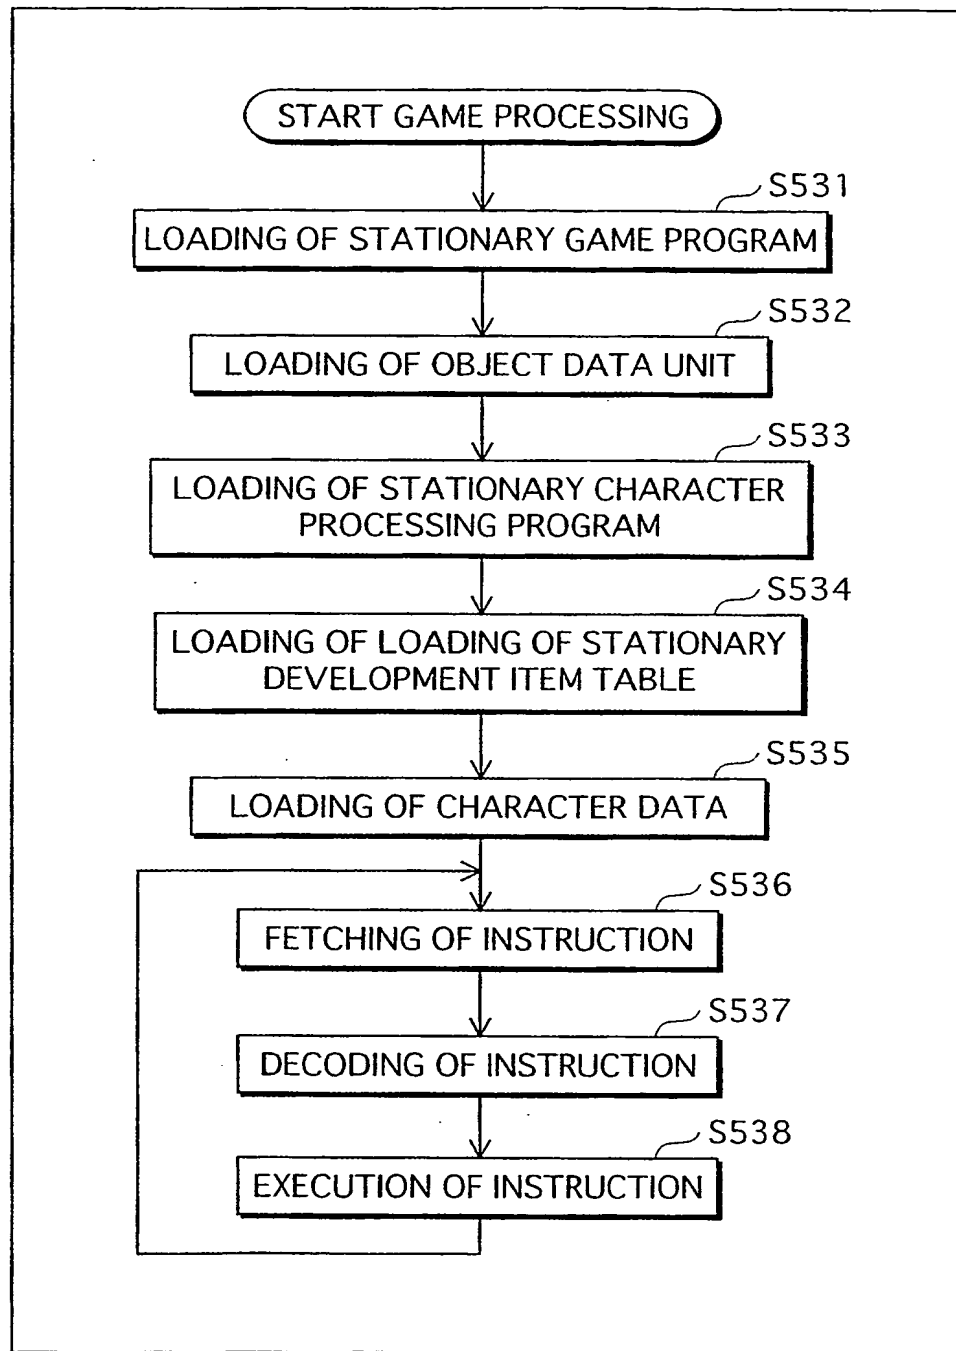 START GAME PROCESSING
S531
LOADING OF STATIONARY GAME PROGRAM
S532
LOADING OF OBJECT DATA UNIT
S533
LOADING OF STATIONARY CHARACTER
PROCESSING PROGRAM
S534
LOADING OF LOADING OF STATIONARY
DEVELOPMENT ITEM TABLE
S535
LOADING OF CHARACTER DATA
S536
FETCHING OF INSTRUCTION
S537
DECODING OF INSTRUCTION
S538
EXECUTION OF INSTRUCTION